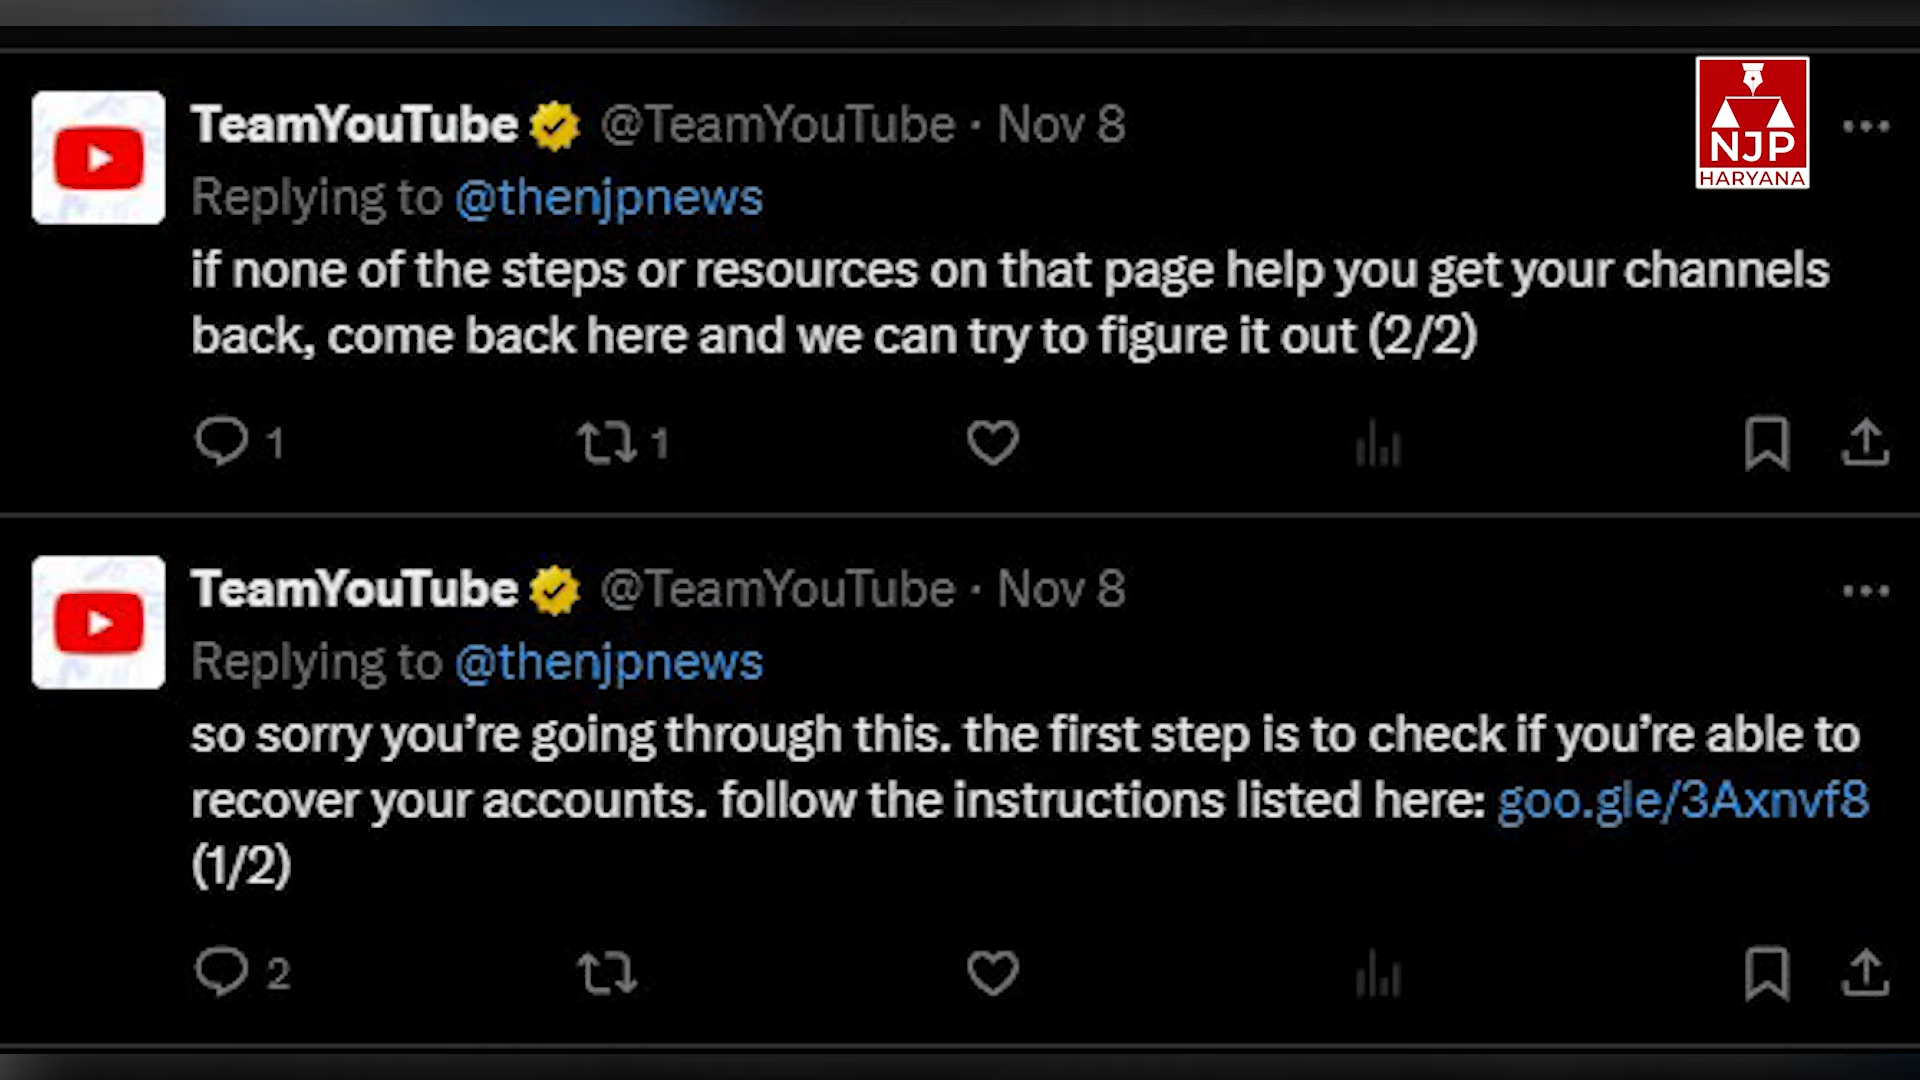 TeamYouTube @TeamYouTube · Nov 8
NJP
HARYANA
Replying to @thenjpnews
if none of the steps or resources on that page help you get your channels
back, come back here and we can try to figure it out (2/2)
1 1
TeamYouTube @TeamYouTube · Nov 8
Replying to @thenjpnews
so sorry you’re going through this. the first step is to check if you’re able to
recover your accounts. follow the instructions listed here: goo.gle/3Axnvf8
(1/2)
2